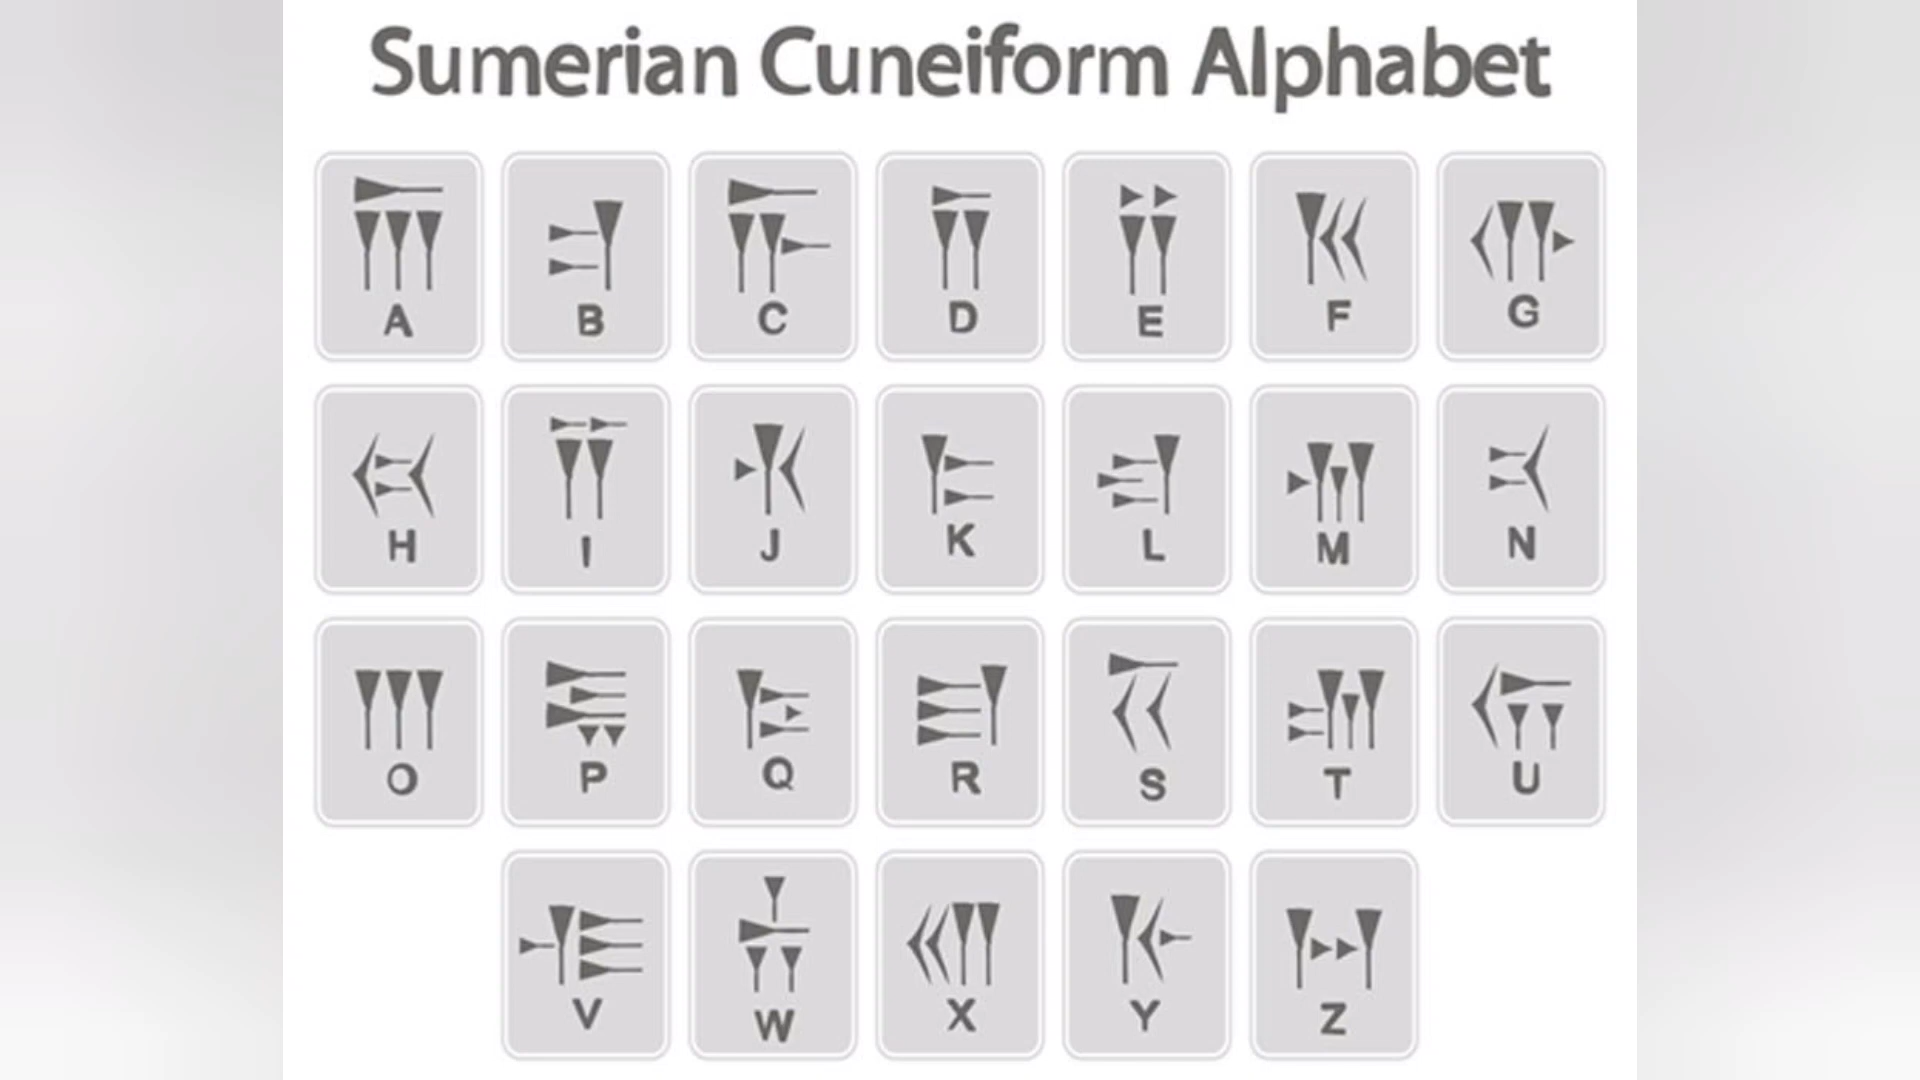 Sumerian Cuneiform Alphabet
A B C D E F G
H I J K L M N
O P Q R S T U
V W X Y Z